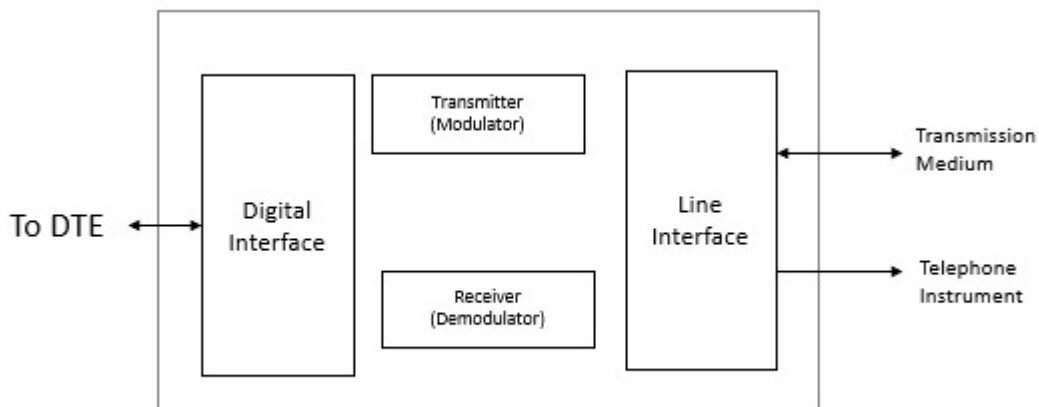 To DTE
Digital
Interface
Transmitter
(Modulator)
Receiver
(Demodulator)
Line
Interface
Transmission
Medium
Telephone
Instrument